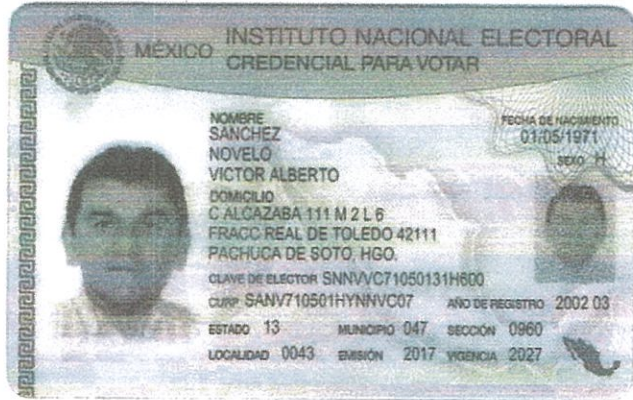 MÉXICO INSTITUTO NACIONAL ELECTORAL
CREDENCIAL PARA VOTAR
NOMBRE
SANCHEZ
NOVELO
VICTOR ALBERTO
FECHA DE NACIMIENTO
01/05/1971
SEXO H
DOMICILIO
C ALCAZABA 111 M 2 L 6
FRACC REAL DE TOLEDO 42111
PACHUCA DE SOTO, HGO.
CLAVE DE ELECTOR SNNVVC71050131H600
CURP SANV710501HYNNVC07 AÑO DE REGISTRO 2002 03
ESTADO 13 MUNICIPIO 047 SECCIÓN 0960
LOCALIDAD 0043 EMISIÓN 2017 VIGENCIA 2027